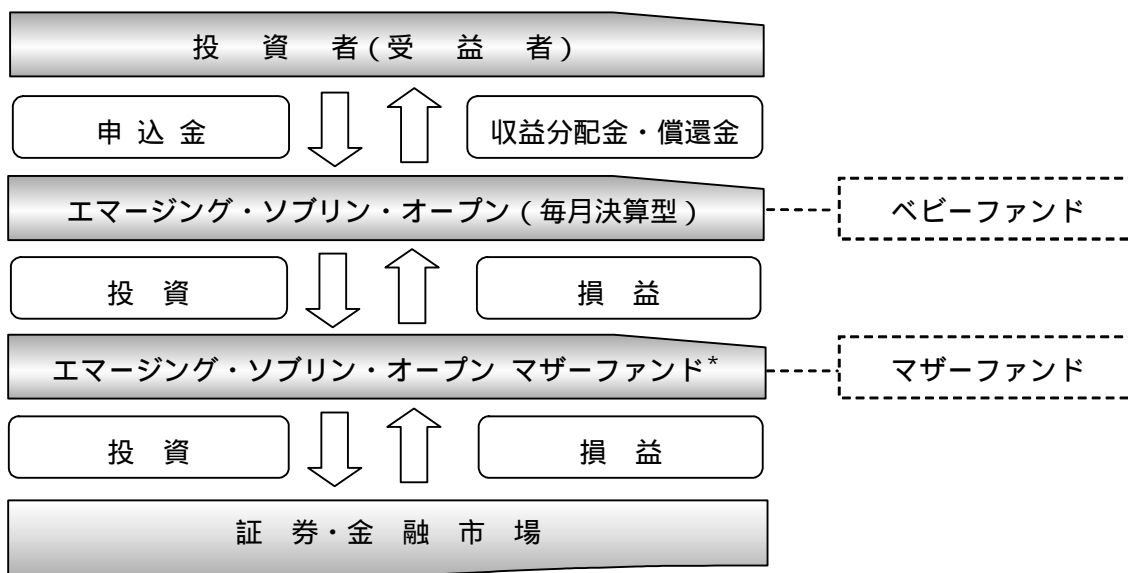 投 資 者(受 益 者)
申 込 金
収益分配金・償還金
エマージング・ソブリン・オープン(毎月決算型)
ベビーファンド
投 資
損 益
エマージング・ソブリン・オープン マザーファンド*
マザーファンド
投 資
損 益
証 券・金 融 市 場